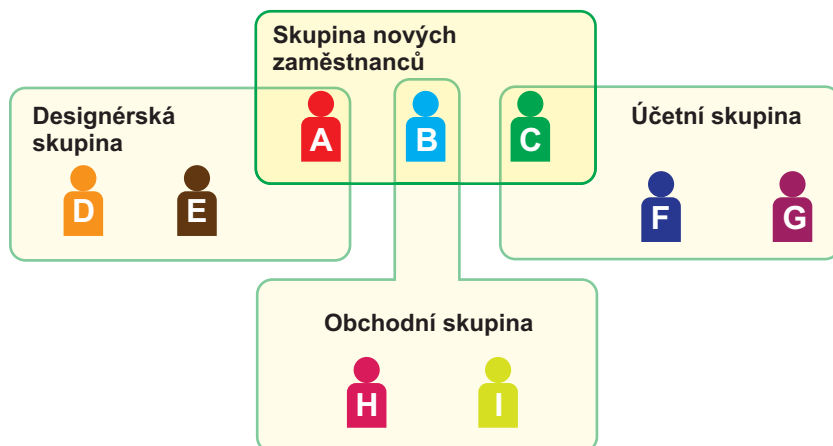 Skupina nových
zaměstnanců
Designérská
skupina
A
B
C
Účetní skupina
D
E
F
G
Obchodní skupina
H
I